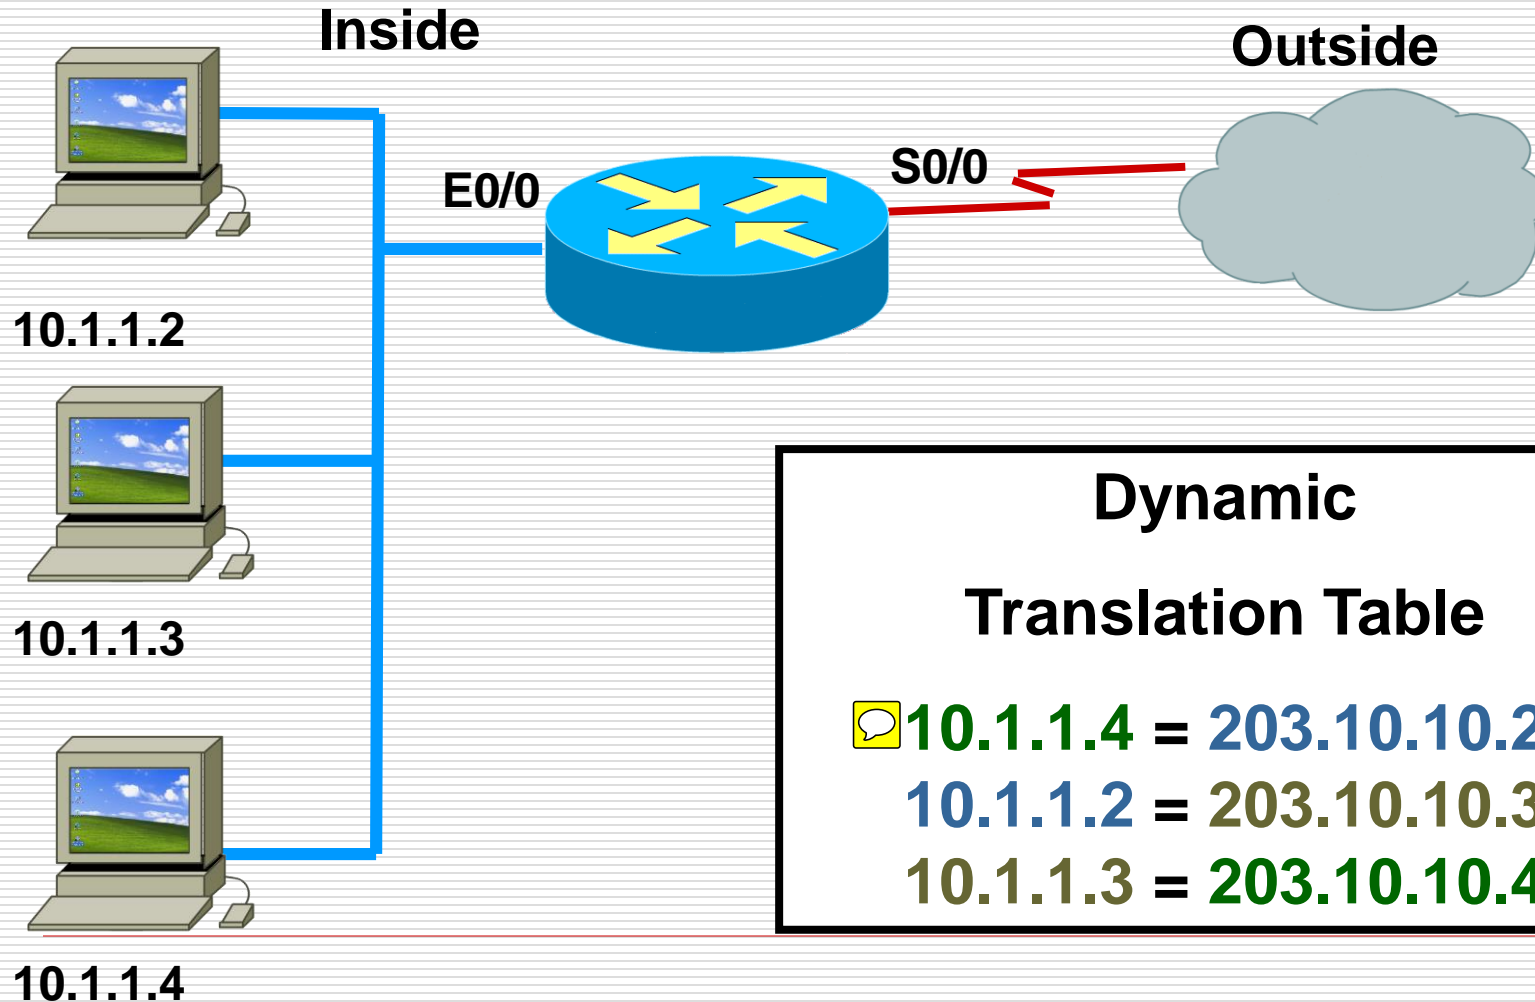 Inside
Outside
E0/0
S0/0
10.1.1.2
10.1.1.3
10.1.1.4
Dynamic
Translation Table
10.1.1.4 = 203.10.10.2
10.1.1.2 = 203.10.10.3
10.1.1.3 = 203.10.10.4